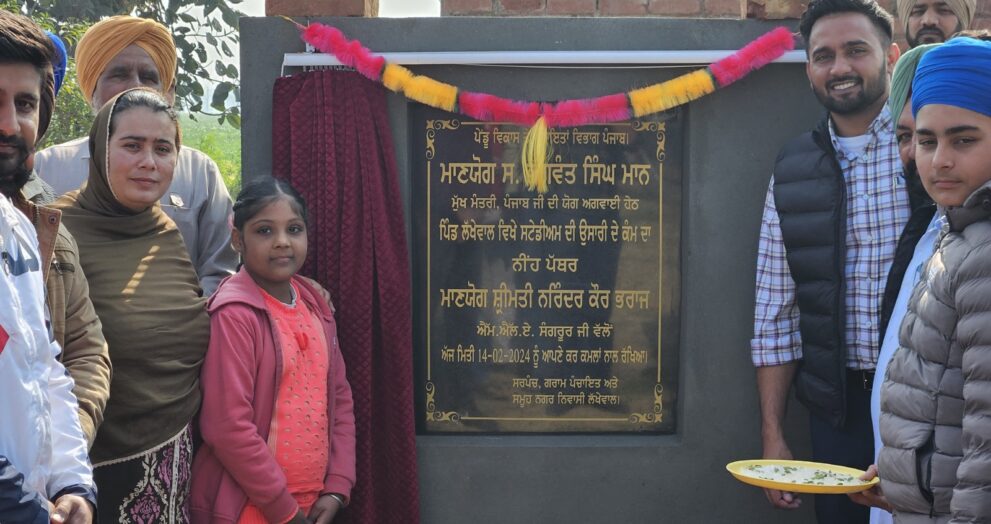 ਪੇਂਡੂ ਵਿਕਾਸ ਪੰਚਾਇਤਾਂ ਵਿਭਾਗ ਪੰਜਾਬ।
ਮਾਣਯੋਗ ਸ. ਸਿੰਘ ਮਾਨ
ਮੁੱਖ ਮੰਤਰੀ, ਪੰਜਾਬ ਜੀ ਦੀ ਯੋਗ ਅਗਵਾਈ ਹੇਠ
ਪਿੰਡ ਲੱਖੇਵਾਲ ਵਿਖੇ ਸਟੇਡੀਅਮ ਦੀ ਉਸਾਰੀ ਦੇ ਕੰਮ ਦਾ
ਨੀਂਹ ਪੱਥਰ
ਮਾਣਯੋਗ ਸ਼੍ਰੀਮਤੀ ਨਰਿੰਦਰ ਕੌਰ ਭਰਾਜ
ਐੱਮ.ਐੱਲ.ਏ. ਸੰਗਰੂਰ ਜੀ ਵੱਲੋਂ
ਅੱਜ ਮਿਤੀ 14-02-2024 ਨੂੰ ਆਪਣੇ ਕਰ ਕਮਲਾਂ ਨਾਲ ਰੱਖਿਆ।
ਸਰਪੰਚ, ਗਰਾਮ ਪੰਚਾਇਤ ਅਤੇ
ਸਮੂਹ ਨਗਰ ਨਿਵਾਸੀ ਲੱਖੇਵਾਲ।